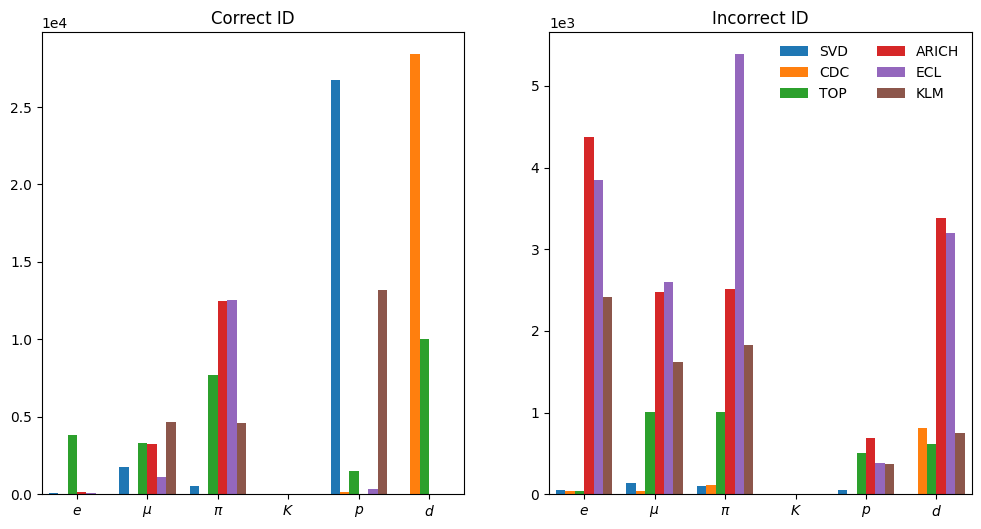 Correct ID
1e4
2.5
2.0
1.5
1.0
0.5
0.0
e μ π K p d
Incorrect ID
1e3
SVD ARICH
CDC ECL
TOP KLM
5
4
3
2
1
0
e μ π K p d